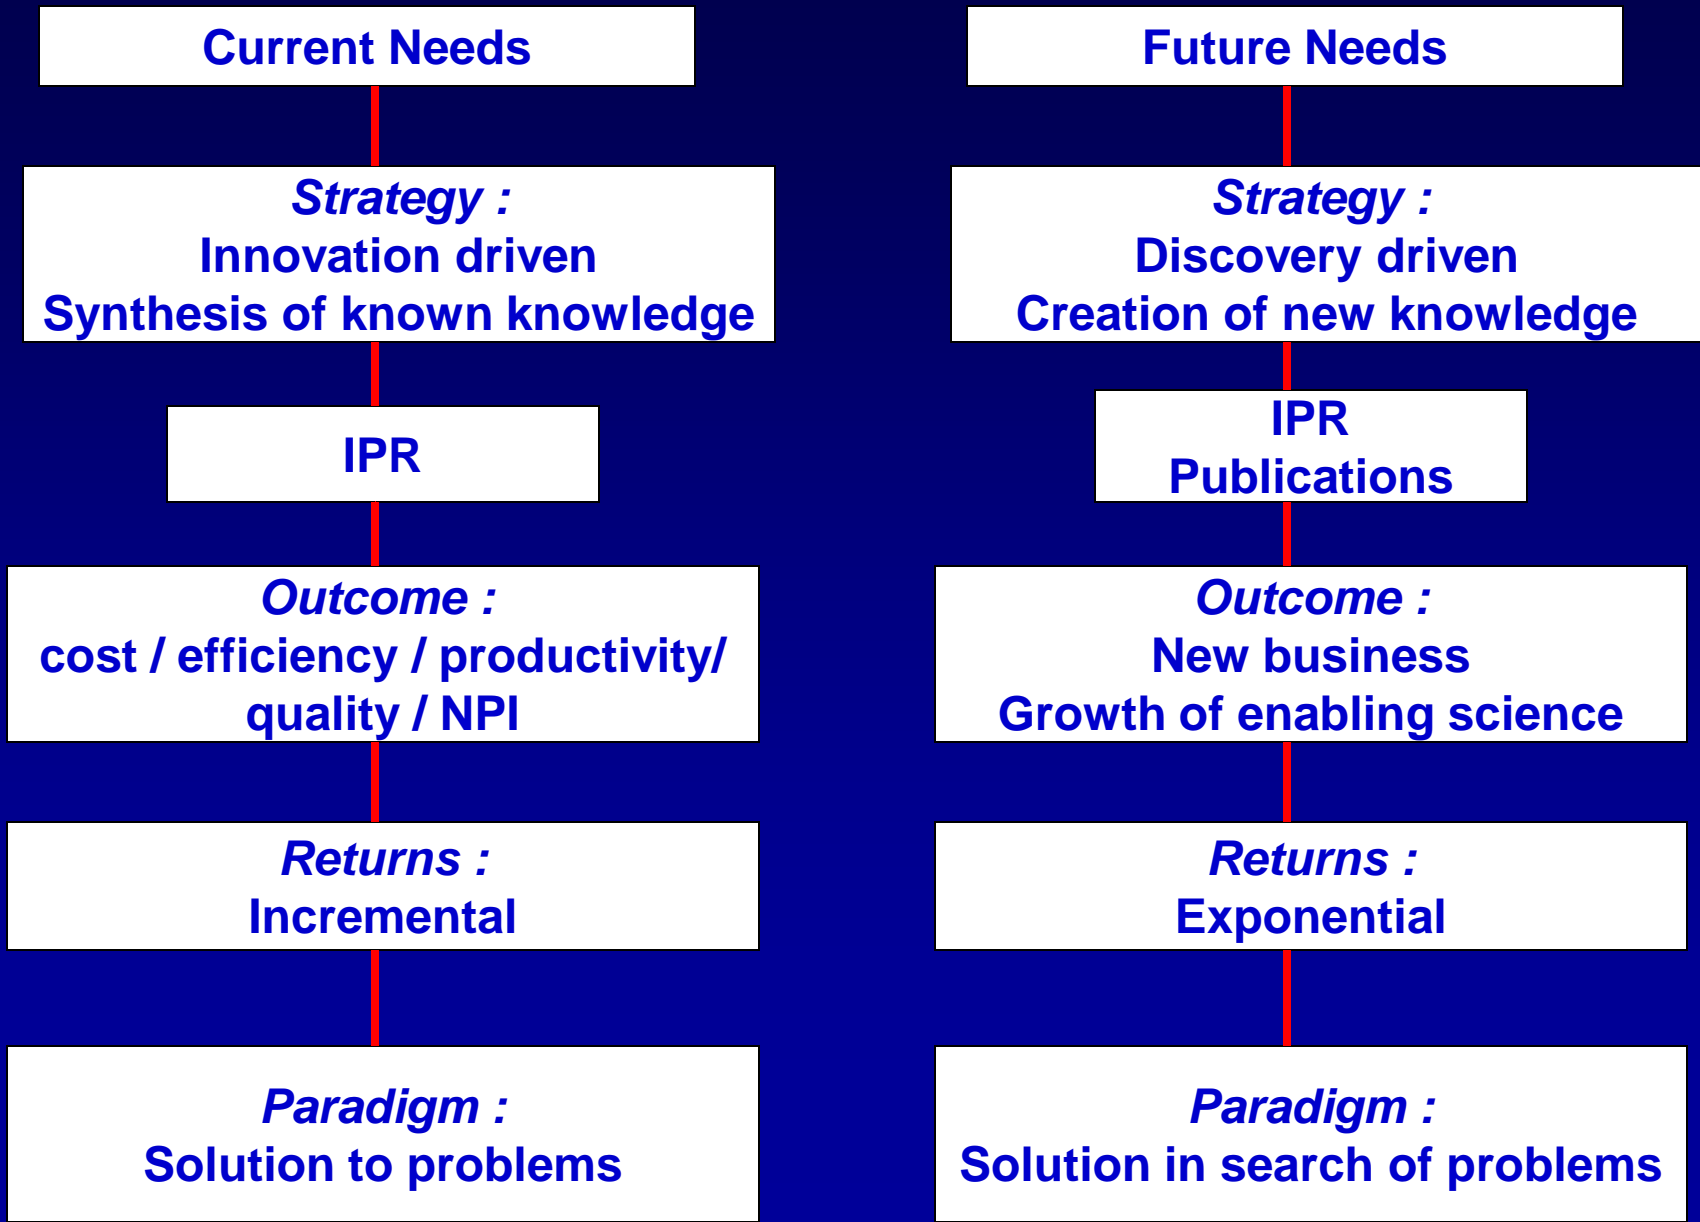 Current Needs
Strategy :
Innovation driven
Synthesis of known knowledge
IPR
Outcome :
cost / efficiency / productivity/
quality / NPI
Returns :
Incremental
Paradigm :
Solution to problems
Future Needs
Strategy :
Discovery driven
Creation of new knowledge
IPR
Publications
Outcome :
New business
Growth of enabling science
Returns :
Exponential
Paradigm :
Solution in search of problems